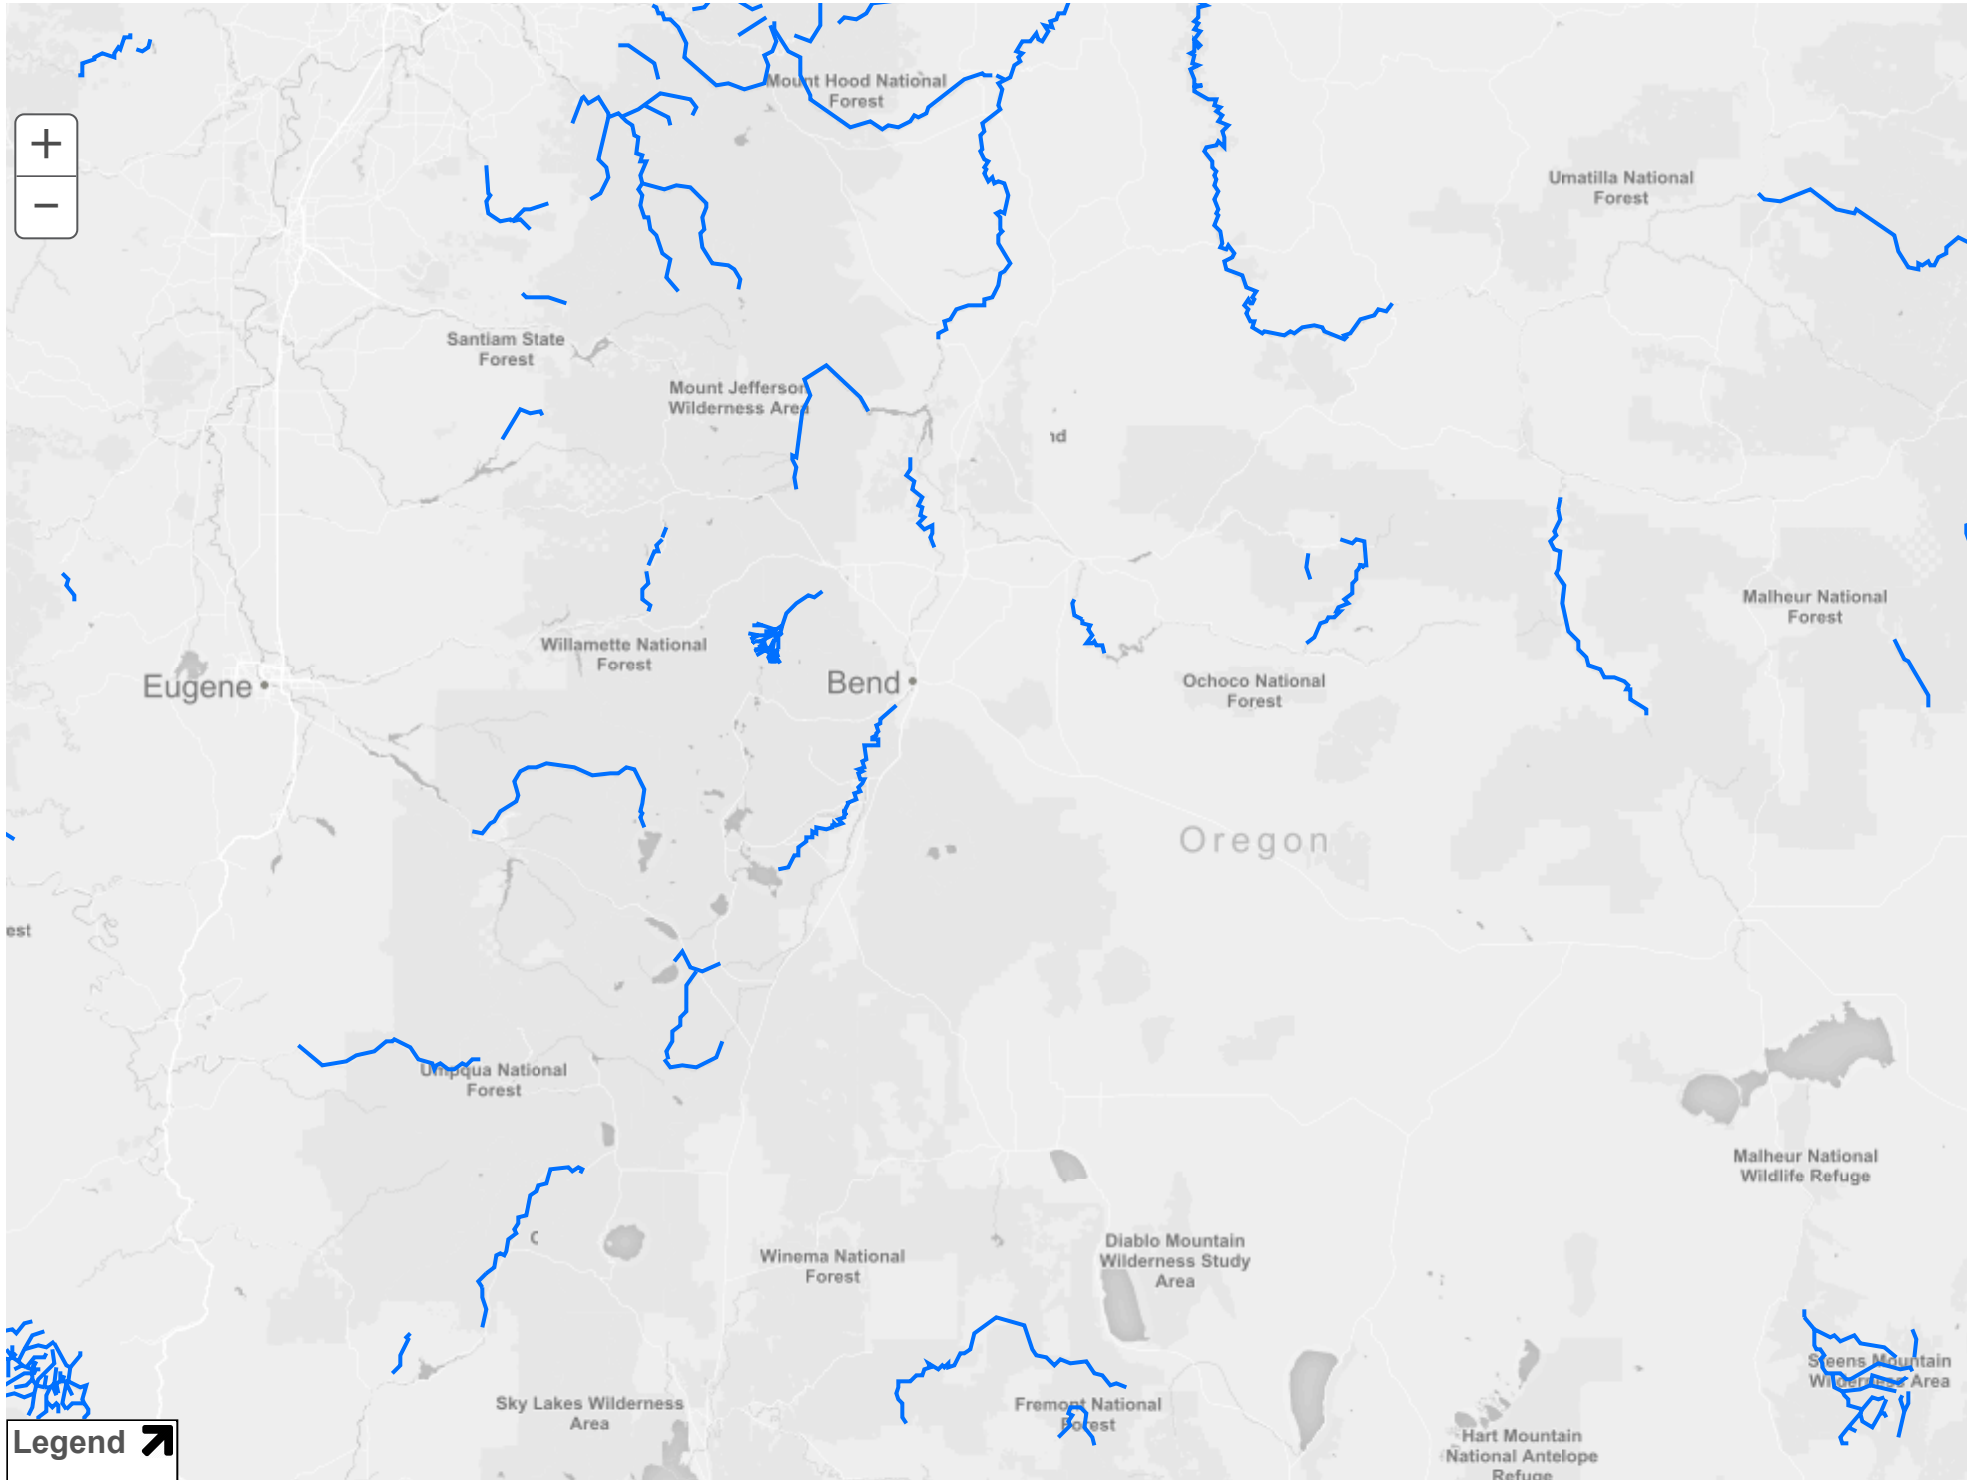 Mount Hood National
Forest
+
−
Umatilla National
Forest
Santiam State
Forest
Mount Jefferson
Wilderness Area
nd
Malheur National
Forest
Willamette National
Forest
Eugene
Bend
Ochoco National
Forest
Oregon
est
Umpqua National
Forest
Malheur National
Wildlife Refuge
C
Winema National
Forest
Diablo Mountain
Wilderness Study
Area
Steens Mountain
Wilderness Area
Sky Lakes Wilderness
Area
Fremont National
Forest
Legend
Hart Mountain
National Antelope
Refuge